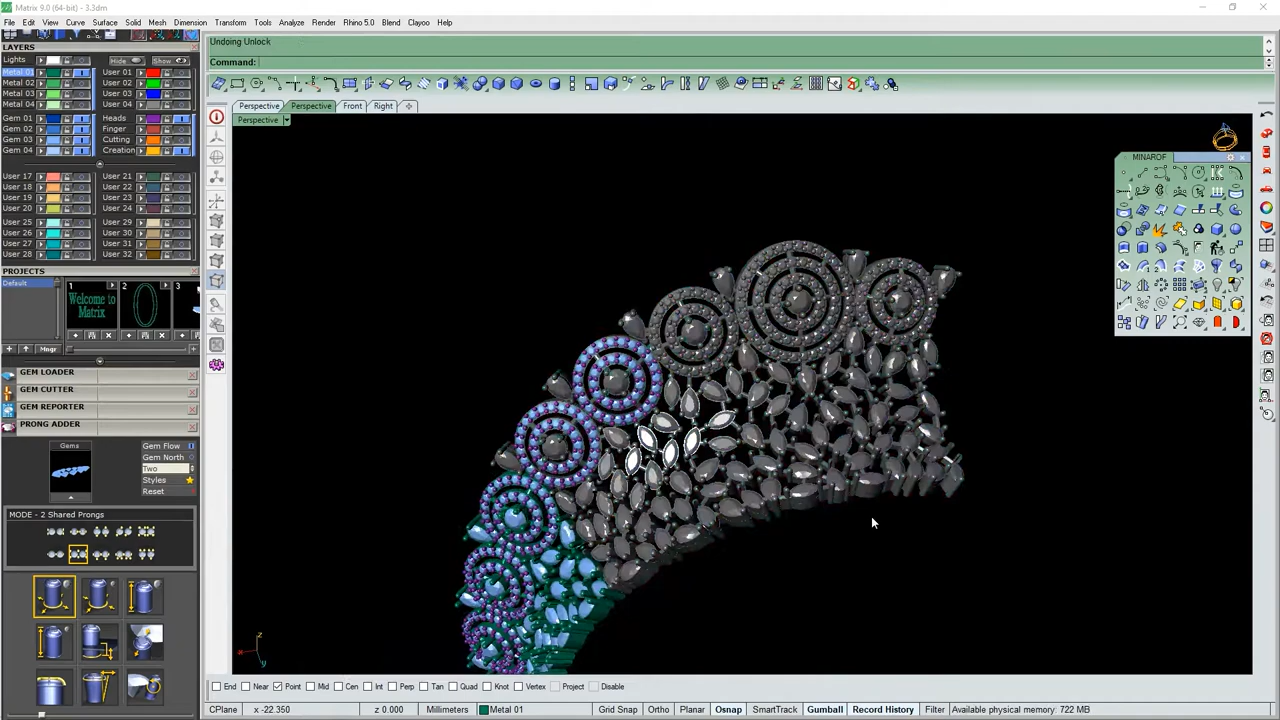 Matrix 9.0 (64-bit) - 3.3dm
File Edit View Curve Surface Solid Mesh Dimension Transform Tools Analyze Render Rhino 5.0 Blend Clayoo Help
LAYERS
Lights Hide Show
Metal 01 User 01
Metal 02 User 02
Metal 03 User 03
Metal 04 User 04
Gem 01 Heads
Gem 02 Finger
Gem 03 Cutting
Gem 04 Creation
User 17 User 21
User 18 User 22
User 19 User 23
User 20 User 24
User 25 User 29
User 26 User 30
User 27 User 31
User 28 User 32
PROJECTS
Default 1 2 3
Welcome to Matrix
Mngr
GEM LOADER
GEM CUTTER
GEM REPORTER
PRONG ADDER
Gems
Gem Flow
Gem North
Two
Styles
Reset
MODE - 2 Shared Prongs
Undoing Unlock
Command:
Perspective Perspective Front Right
Perspective
MINAROF
z
x
y
End Near Point Mid Cen Int Perp Tan Quad Knot Vertex Project Disable
CPlane x -22.350 z 0.000 Millimeters Metal 01 Grid Snap Ortho Planar Osnap SmartTrack Gumball Record History Filter Available physical memory: 722 MB